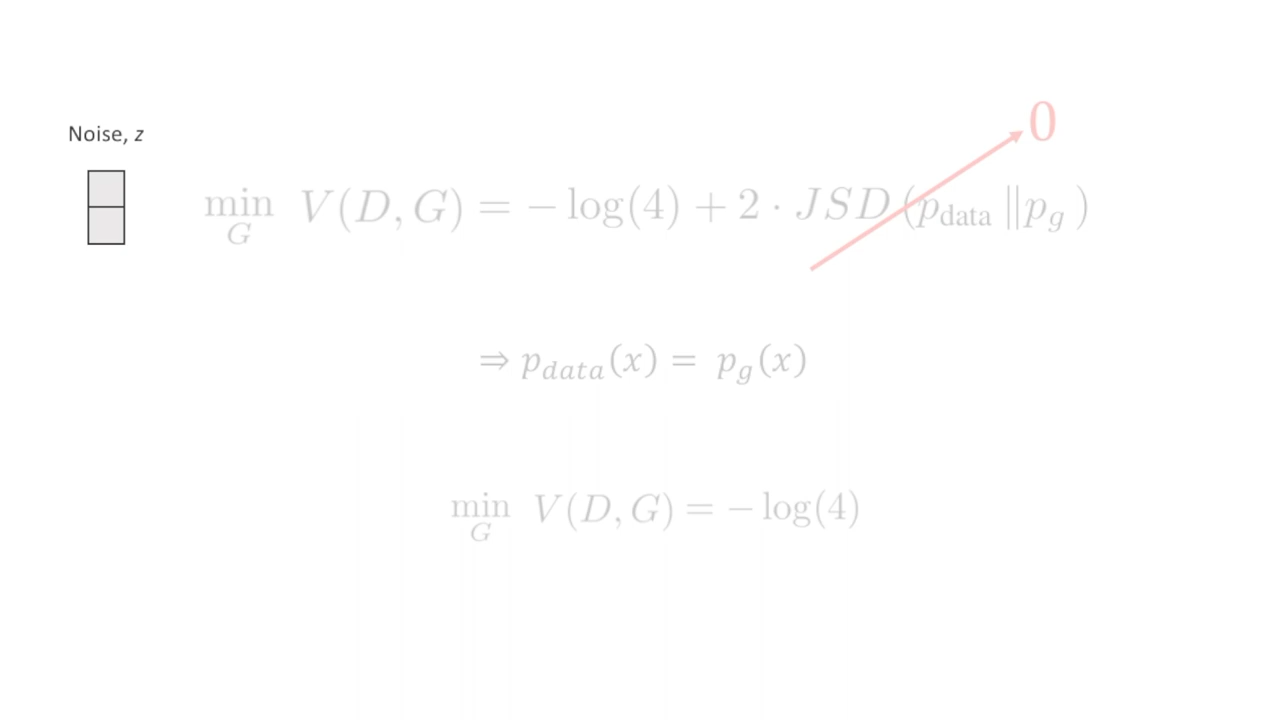 Noise, z
0
min V(D, G) = − log(4) + 2 · JSD (p_data || p_g )
G
⇒ p_data(x) = p_g(x)
min V(D, G) = − log(4)
G